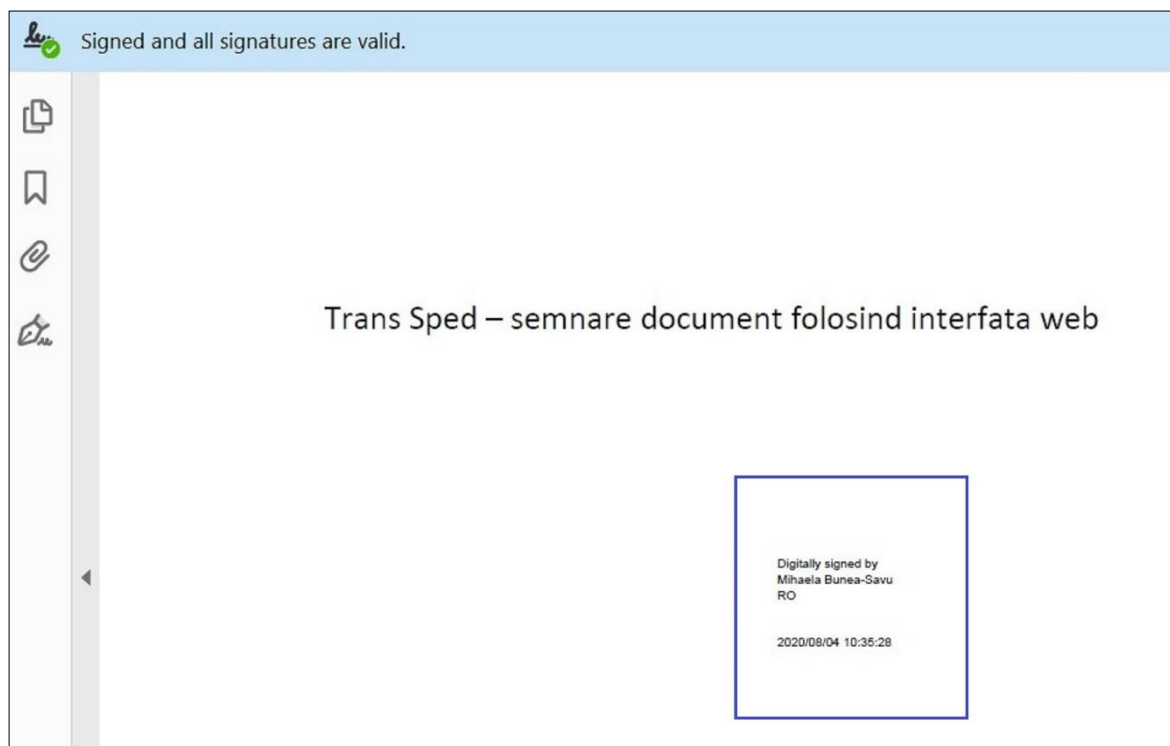 Signed and all signatures are valid.
Trans Sped – semnare document folosind interfata web
Digitally signed by
Mihaela Bunea-Savu
RO
2020/08/04 10:35:28